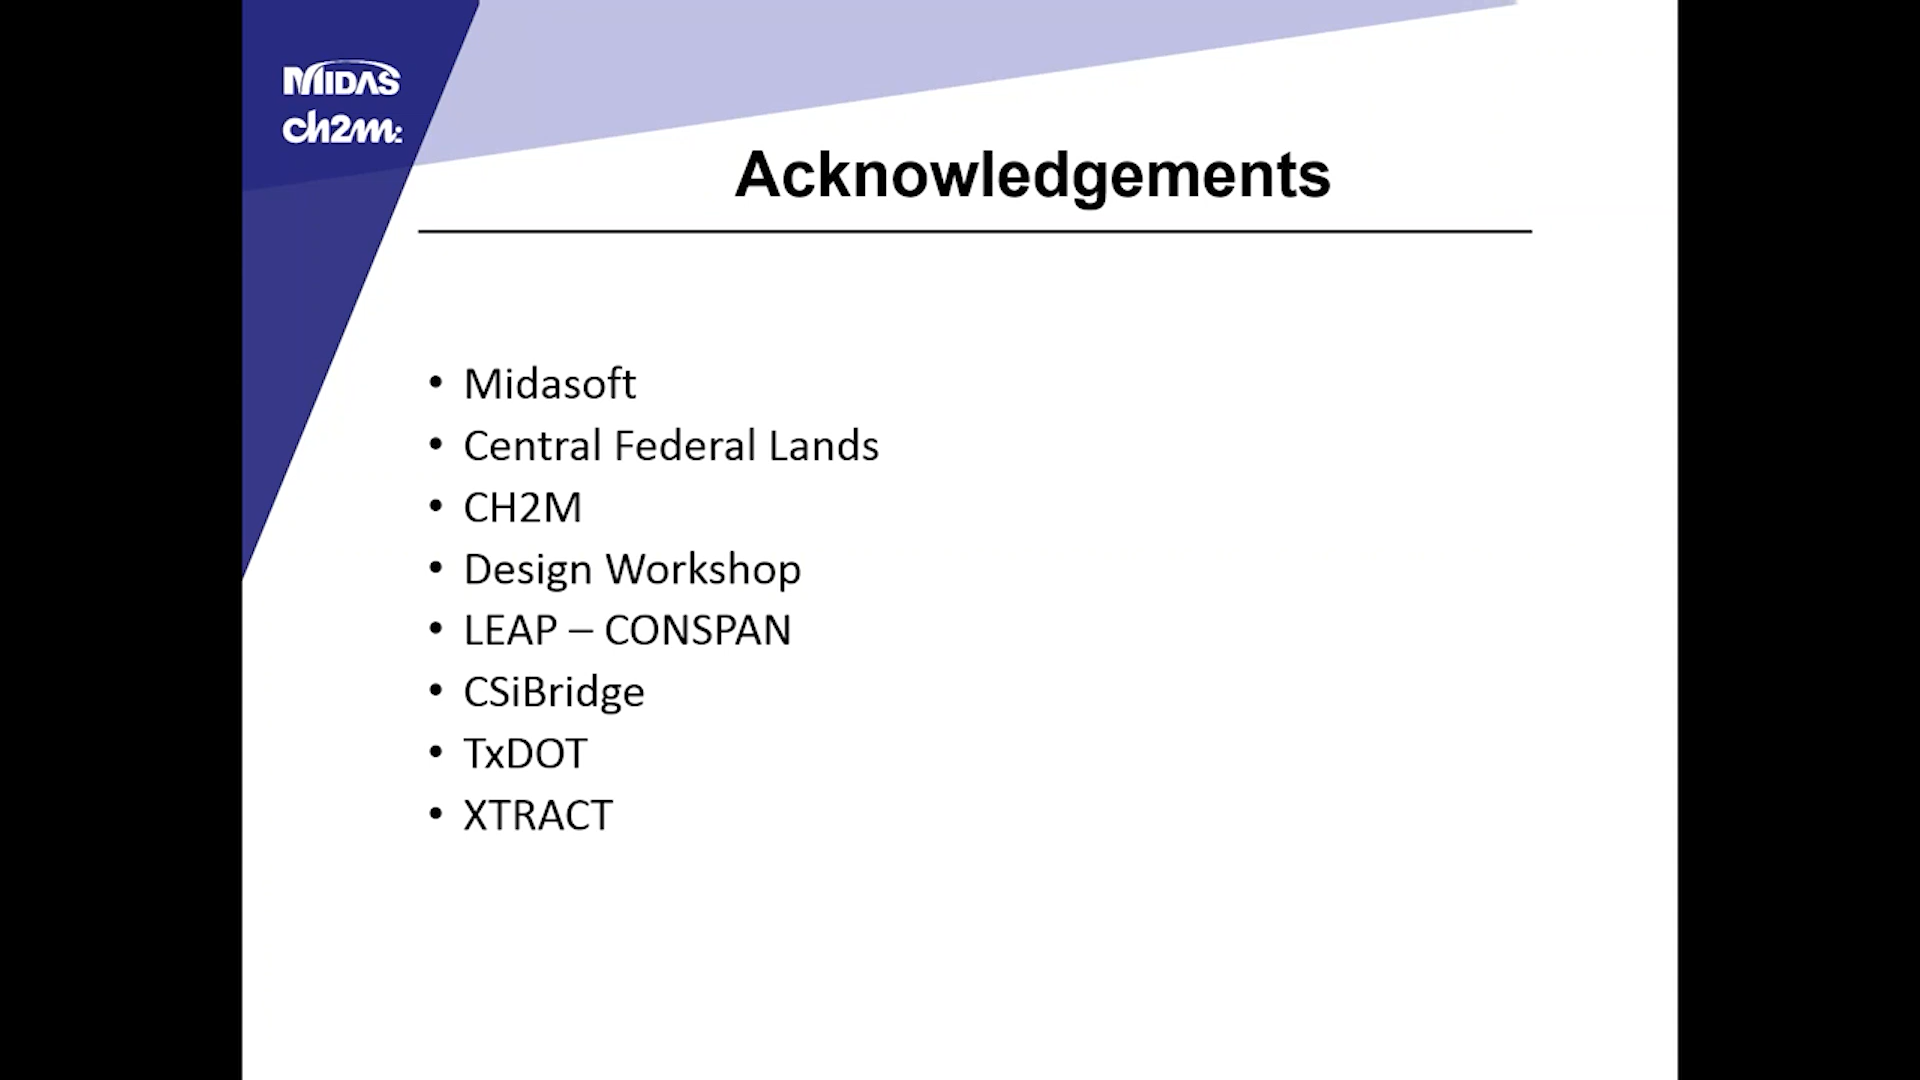 MIDAS
ch2m:
Acknowledgements
• Midasoft
• Central Federal Lands
• CH2M
• Design Workshop
• LEAP – CONSPAN
• CSiBridge
• TxDOT
• XTRACT